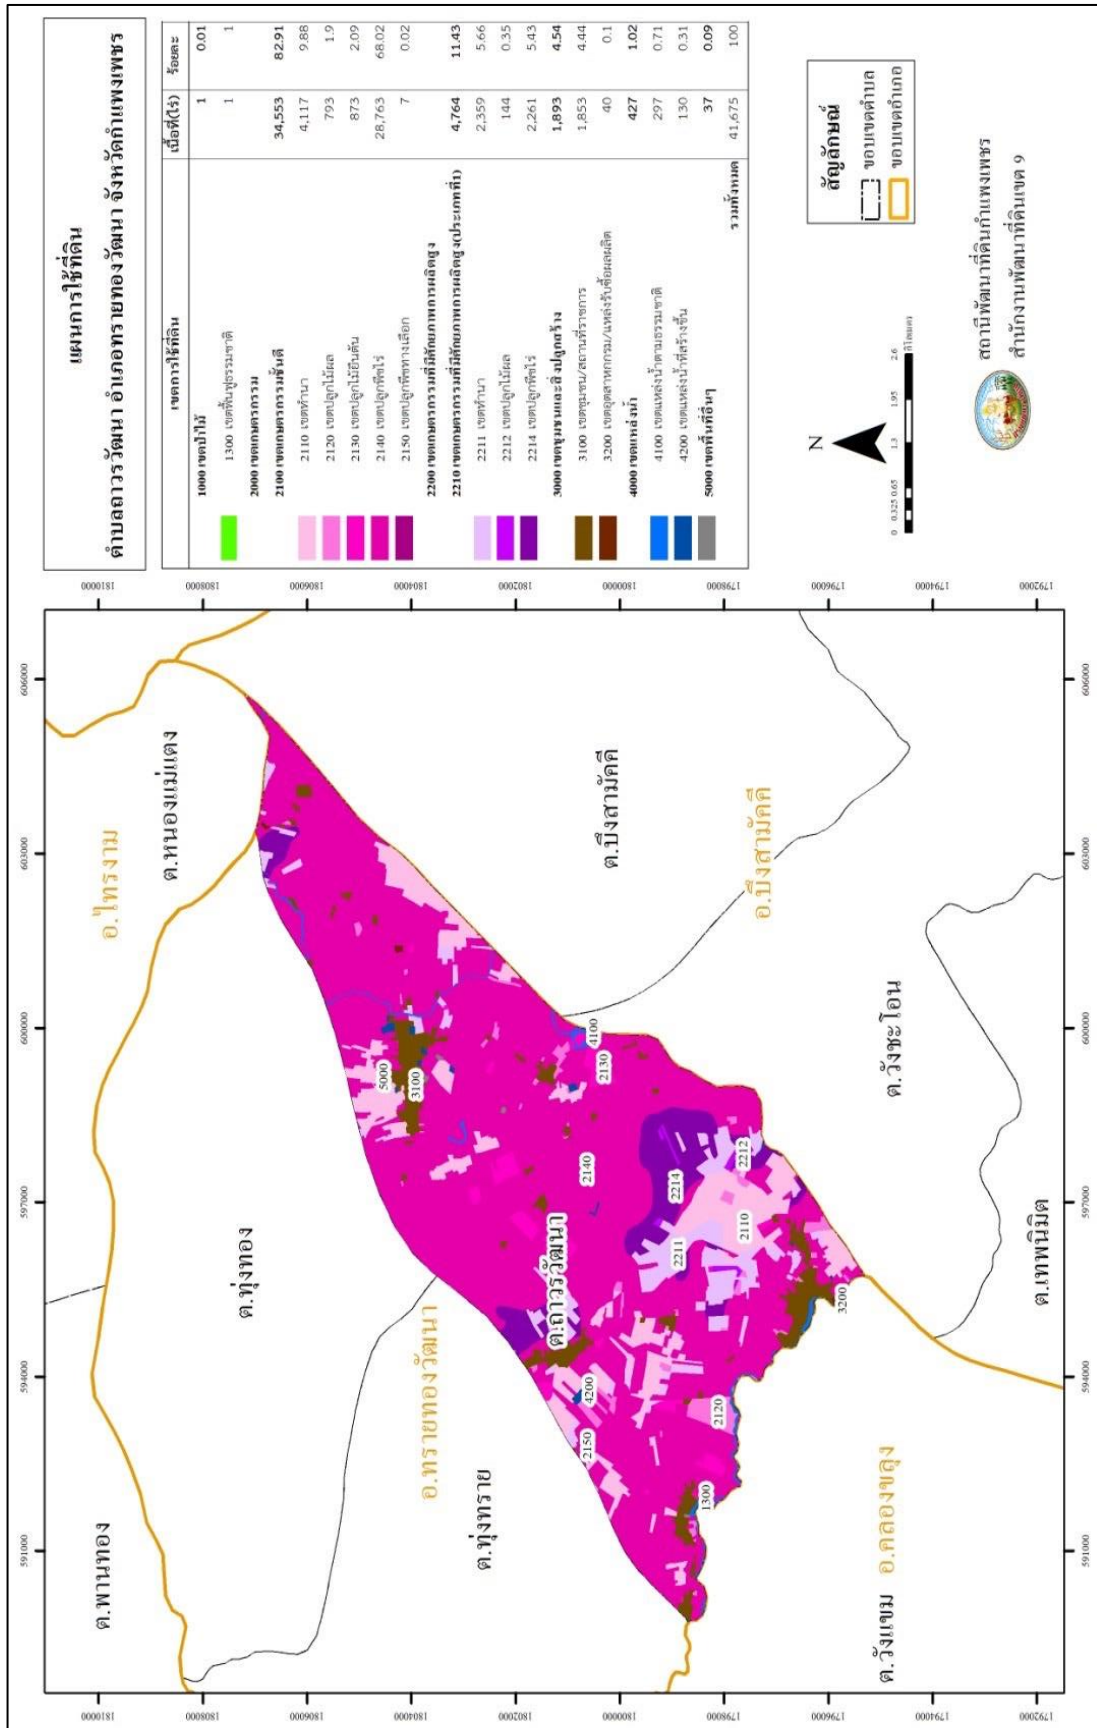 แผนการใช้ที่ดิน
ตำบลถาวรวัฒนา อำเภอทรายทองวัฒนา จังหวัดกำแพงเพชร
เขตการใช้ที่ดิน เนื้อที่(ไร่) ร้อยละ
1000 เขตป่าไม้ 1 0.01
1300 เขตฟื้นฟูธรรมชาติ 1 1
2000 เขตเกษตรกรรม
2100 เขตเกษตรกรรมชั้นดี 34,553 82.91
2110 เขตทำนา 4,117 9.88
2120 เขตปลูกไม้ผล 793 1.9
2130 เขตปลูกไม้ยืนต้น 873 2.09
2140 เขตปลูกพืชไร่ 28,763 68.02
2150 เขตปลูกพืชทางเลือก 7 0.02
2200 เขตเกษตรกรรมที่มีศักยภาพการผลิตสูง
2210 เขตเกษตรกรรมที่มีศักยภาพการผลิตสูง(ประเภทที่1) 4,764 11.43
2211 เขตทำนา 2,359 5.66
2212 เขตปลูกไม้ผล 144 0.35
2214 เขตปลูกพืชไร่ 2,261 5.43
3000 เขตชุมชนและสิ่งปลูกสร้าง 1,893 4.54
3100 เขตชุมชน/สถานที่ราชการ 1,853 4.44
3200 เขตอุตสาหกรรม/แหล่งรับซื้อผลผลิต 40 0.1
4000 เขตแหล่งน้ำ 427 1.02
4100 เขตแหล่งน้ำตามธรรมชาติ 297 0.71
4200 เขตแหล่งน้ำที่สร้างขึ้น 130 0.31
5000 เขตพื้นที่อื่นๆ 37 0.09
รวมทั้งหมด 41,675 100
สัญลักษณ์
ขอบเขตตำบล
ขอบเขตอำเภอ
N
0 0.325 0.65 1.3 1.95 2.6
กิโลเมตร
สถานีพัฒนาที่ดินกำแพงเพชร
สำนักงานพัฒนาที่ดินเขต 9
591000 594000 597000 600000 603000 606000
1810000 1808000 1806000 1804000 1802000 1800000 1798000 1796000 1794000 1792000
อ.ไทรงาม
ต.หนองแม่แตง
ต.พานทอง
ต.ทุ่งทอง
อ.ทรายทองวัฒนา
ต.ทุ่งทราย
ต.บึงสามัคคี
อ.บึงสามัคคี
5000
3100
4100
2130
2140
ต.ถาวรวัฒนา
2214
2212
2211
2110
4200
2150
3200
2120
1300
ต.วังชะโอน
ต.เทพนิมิต
อ.คลองขลุง
ต.วังแขม
591000 594000 597000 600000 603000 606000
1810000 1808000 1806000 1804000 1802000 1800000 1798000 1796000 1794000 1792000